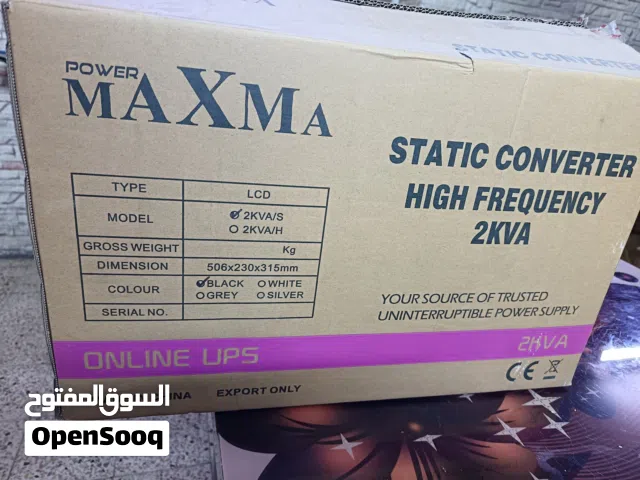 STATIC CONVERTER
POWER
MAXMA
STATIC CONVERTER
HIGH FREQUENCY
2KVA
TYPE LCD
MODEL 2KVA/S
2KVA/H
GROSS WEIGHT Kg
DIMENSION 506x230x315mm
COLOUR BLACK WHITE
GREY SILVER
SERIAL NO.
YOUR SOURCE OF TRUSTED
UNINTERRUPTIBLE POWER SUPPLY
ONLINE UPS 2KVA
CE
EXPORT ONLY
السوق المفتوح
OpenSooq